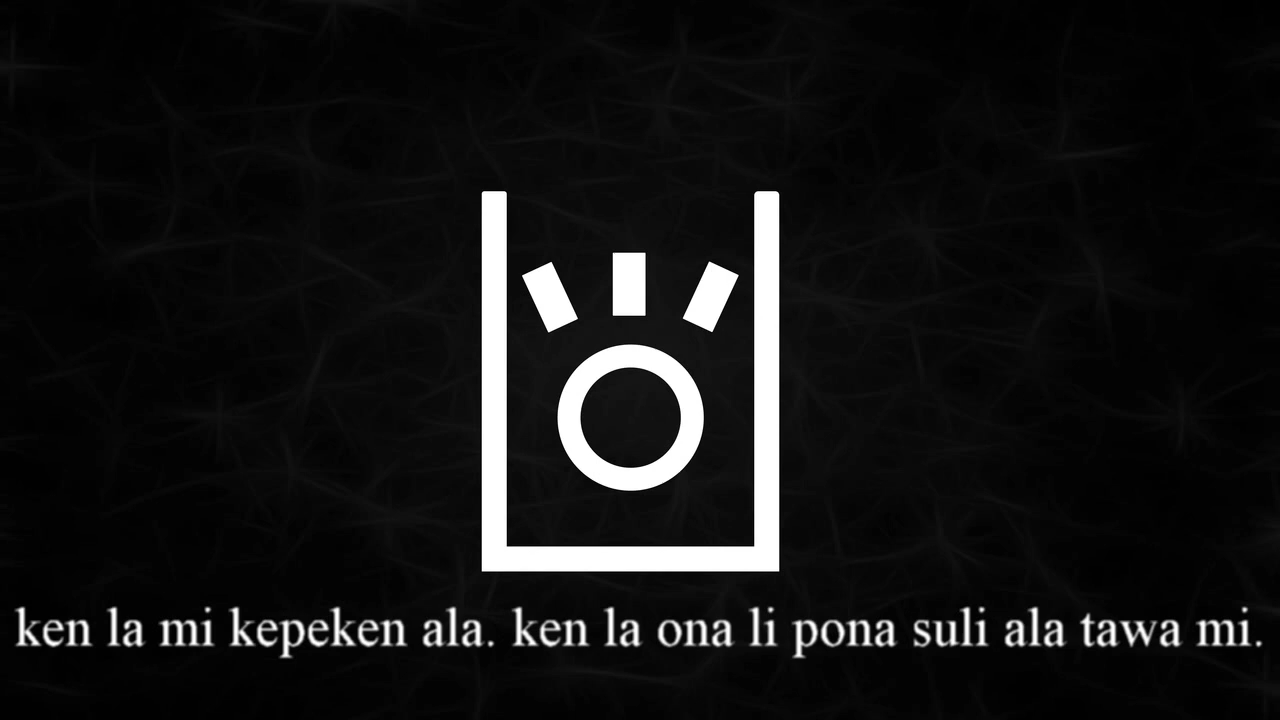 ken la mi kepeken ala. ken la ona li pona suli ala tawa mi.